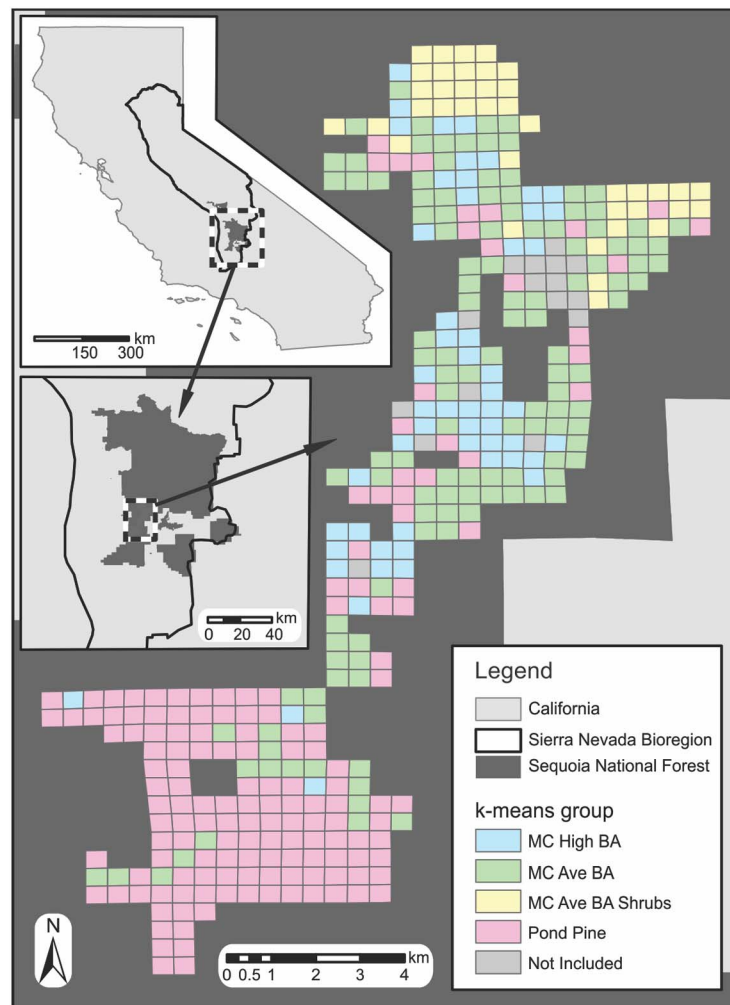 km
150 300
km
0 20 40
Legend
California
Sierra Nevada Bioregion
Sequoia National Forest
k-means group
MC High BA
MC Ave BA
MC Ave BA Shrubs
Pond Pine
Not Included
N
km
0 0.5 1 2 3 4